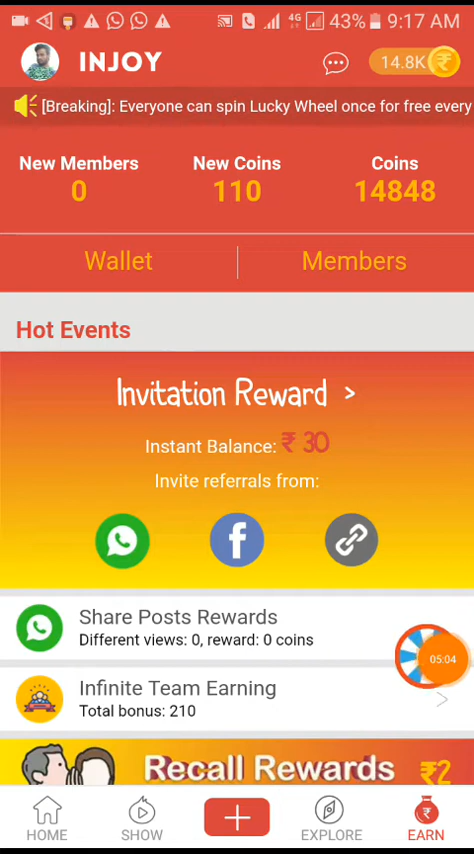 4G 43% 9:17 AM
INJOY
14.8K
[Breaking]: Everyone can spin Lucky Wheel once for free every
New Members New Coins Coins
0 110 14848
Wallet Members
Hot Events
Invitation Reward >
Instant Balance: ₹ 30
Invite referrals from:
Share Posts Rewards
Different views: 0, reward: 0 coins
05:04
Infinite Team Earning
Total bonus: 210
Recall Rewards ₹2
HOME SHOW EXPLORE EARN